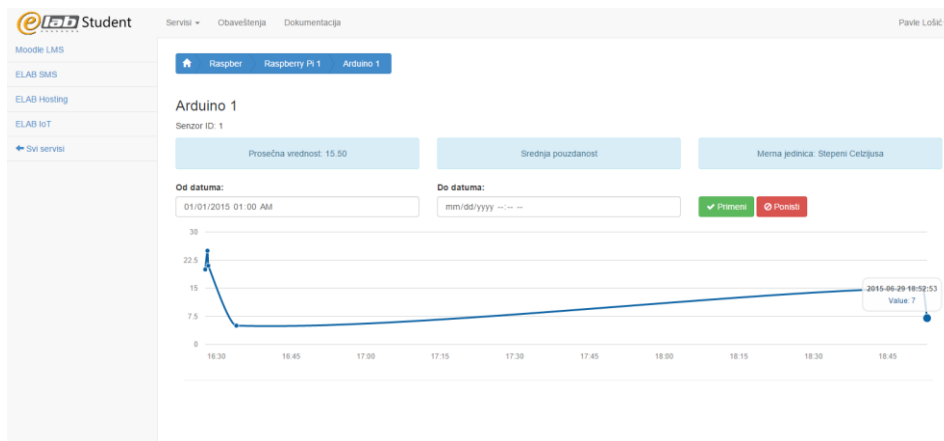 elab Student
Servisi Obaveštenja Dokumentacija Pavle Lošić
Moodle LMS
ELAB SMS
ELAB Hosting
ELAB IoT
Svi servisi
Raspber Raspberry Pi 1 Arduino 1
Arduino 1
Senzor ID: 1
Prosečna vrednost: 15.50 Srednja pouzdanost Merna jedinica: Stepeni Celzijusa
Od datuma: Do datuma:
01/01/2015 01:00 AM mm/dd/yyyy --:-- -- Primeni Ponisti
30
22.5
15
7.5
0
2015-06-29 18:52:53
Value: 7
16:30 16:45 17:00 17:15 17:30 17:45 18:00 18:15 18:30 18:45